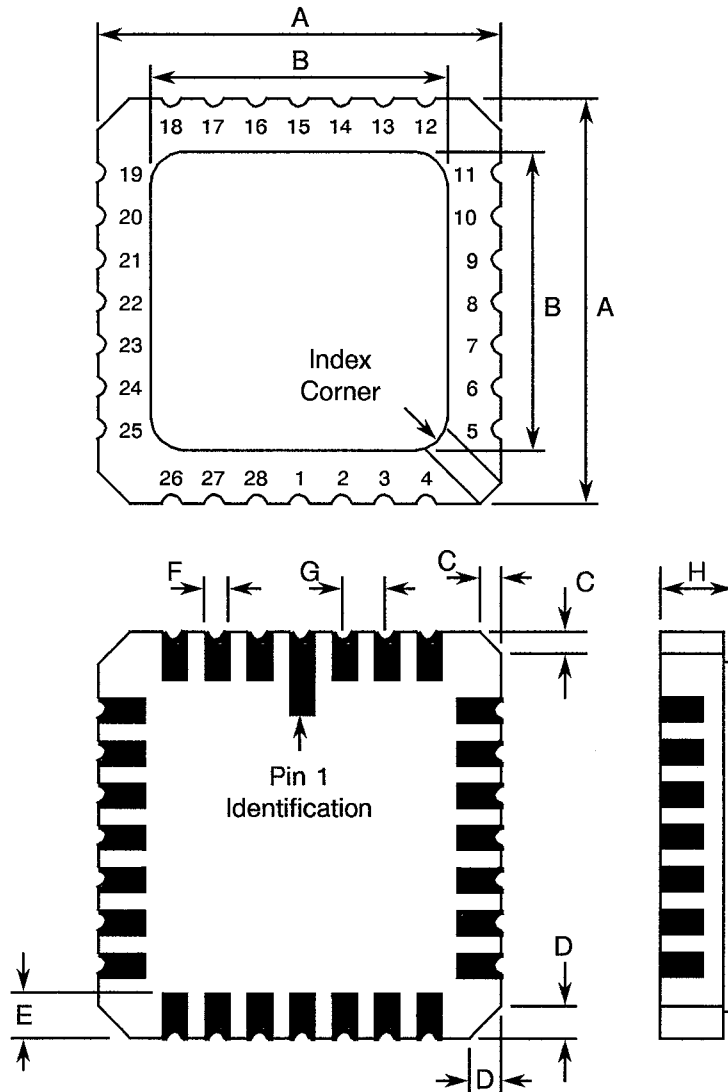 A
B
18 17 16 15 14 13 12
19 11
20 10
21 9
22 8
23 7
24 6
25 5
B A
Index
Corner
26 27 28 1 2 3 4
F G C C H
Pin 1
Identification
D
E
D